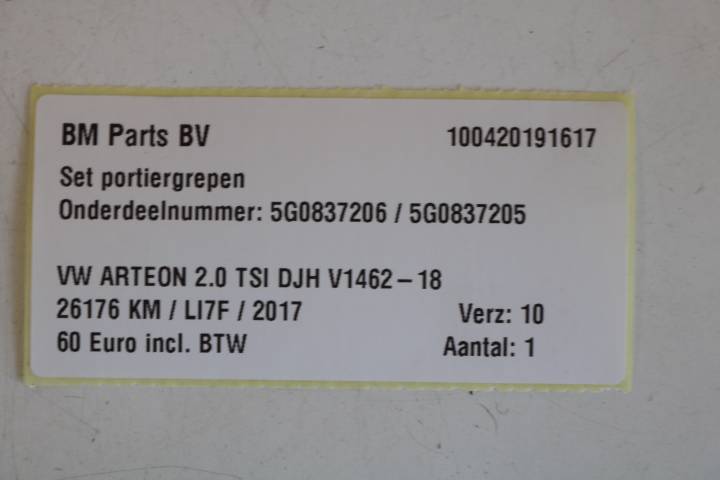 BM Parts BV 100420191617
Set portiergrepen
Onderdeelnummer: 5G0837206 / 5G0837205
VW ARTEON 2.0 TSI DJH V1462 – 18
26176 KM / LI7F / 2017 Verz: 10
60 Euro incl. BTW Aantal: 1